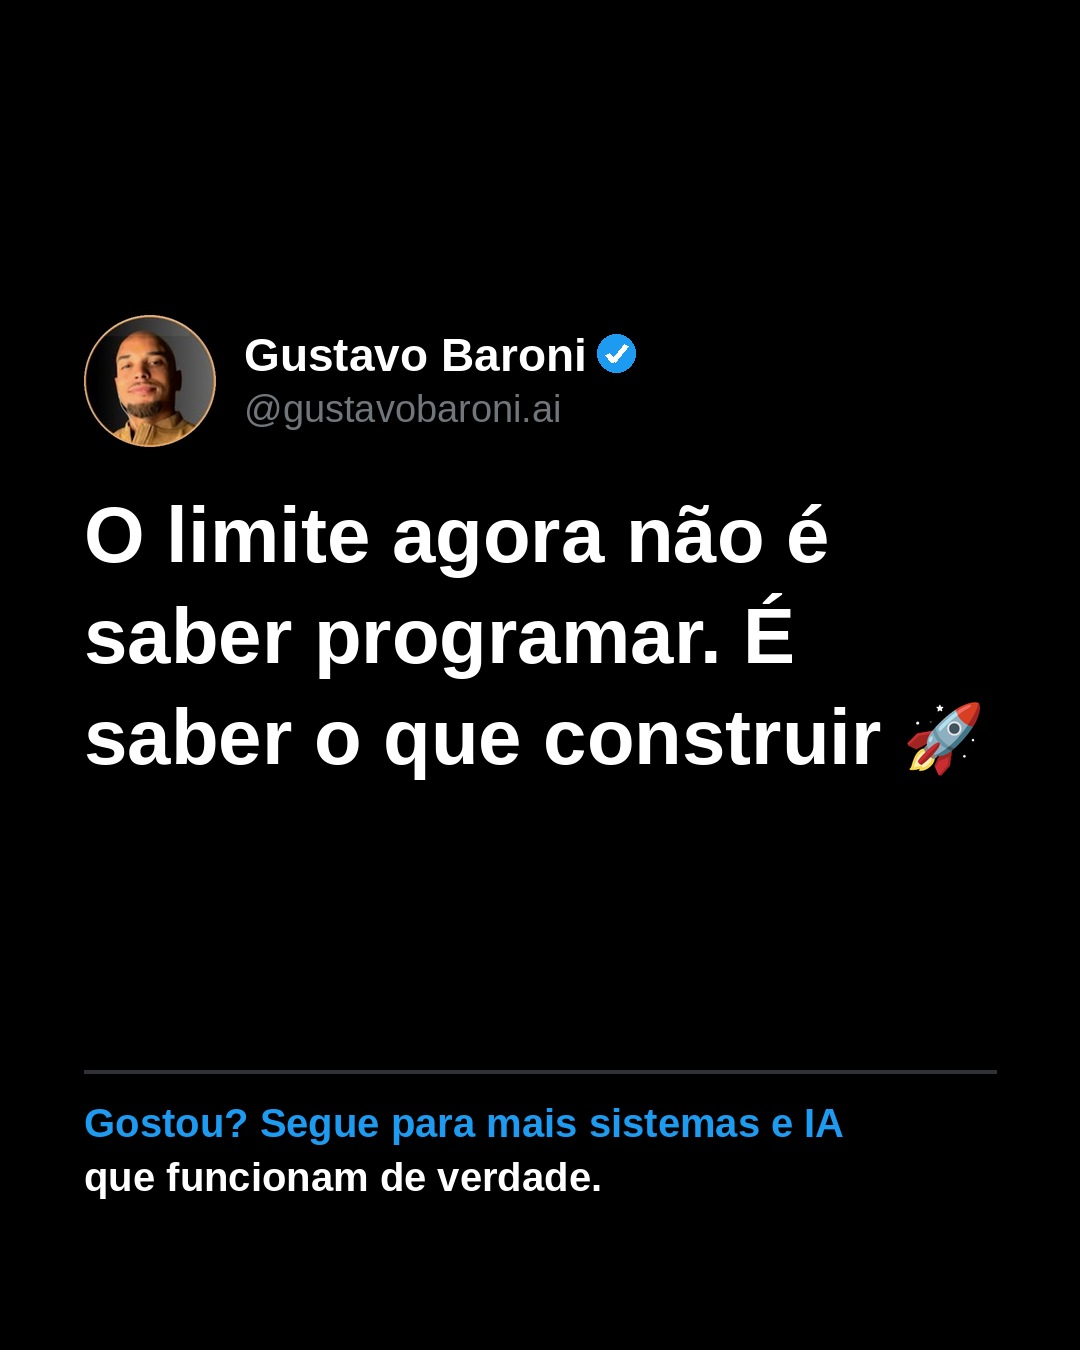 Gustavo Baroni
@gustavobaroni.ai
O limite agora não é
saber programar. É
saber o que construir 🚀
Gostou? Segue para mais sistemas e IA
que funcionam de verdade.